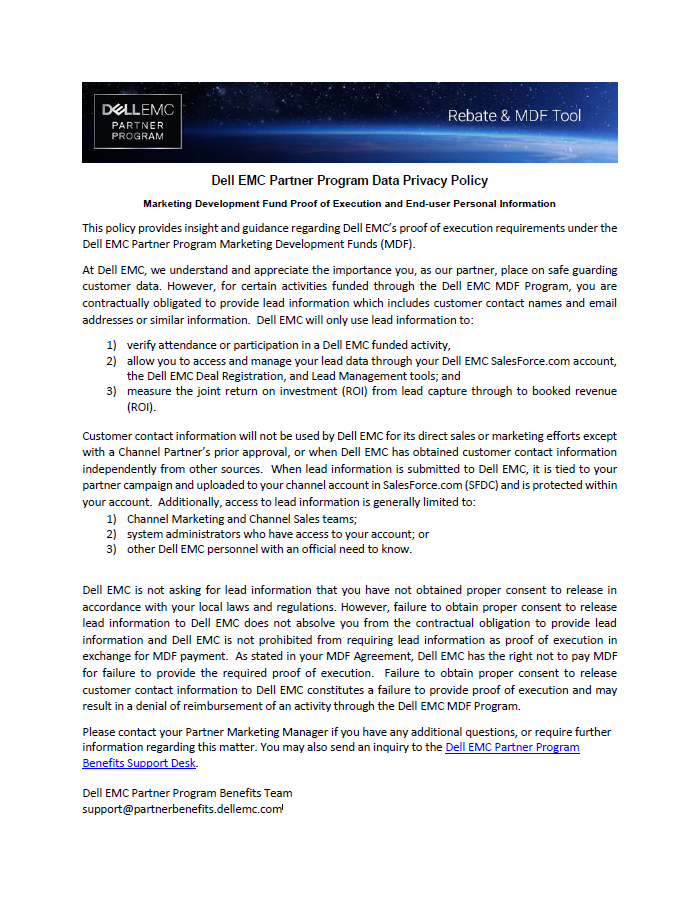 DELLEMC
PARTNER
PROGRAM
Rebate & MDF Tool
Dell EMC Partner Program Data Privacy Policy
Marketing Development Fund Proof of Execution and End-user Personal Information
This policy provides insight and guidance regarding Dell EMC's proof of execution requirements under the
Dell EMC Partner Program Marketing Development Funds (MDF).
At Dell EMC, we understand and appreciate the importance you, as our partner, place on safe guarding
customer data. However, for certain activities funded through the Dell EMC MDF Program, you are
contractually obligated to provide lead information which includes customer contact names and email
addresses or similar information. Dell EMC will only use lead information to:
1) verify attendance or participation in a Dell EMC funded activity,
2) allow you to access and manage your lead data through your Dell EMC SalesForce.com account,
the Dell EMC Deal Registration, and Lead Management tools; and
3) measure the joint return on investment (ROI) from lead capture through to booked revenue
(ROI).
Customer contact information will not be used by Dell EMC for its direct sales or marketing efforts except
with a Channel Partner's prior approval, or when Dell EMC has obtained customer contact information
independently from other sources. When lead information is submitted to Dell EMC, it is tied to your
partner campaign and uploaded to your channel account in SalesForce.com (SFDC) and is protected within
your account. Additionally, access to lead information is generally limited to:
1) Channel Marketing and Channel Sales teams;
2) system administrators who have access to your account; or
3) other Dell EMC personnel with an official need to know.
Dell EMC is not asking for lead information that you have not obtained proper consent to release in
accordance with your local laws and regulations. However, failure to obtain proper consent to release
lead information to Dell EMC does not absolve you from the contractual obligation to provide lead
information and Dell EMC is not prohibited from requiring lead information as proof of execution in
exchange for MDF payment. As stated in your MDF Agreement, Dell EMC has the right not to pay MDF
for failure to provide the required proof of execution. Failure to obtain proper consent to release
customer contact information to Dell EMC constitutes a failure to provide proof of execution and may
result in a denial of reimbursement of an activity through the Dell EMC MDF Program.
Please contact your Partner Marketing Manager if you have any additional questions, or require further
information regarding this matter. You may also send an inquiry to the Dell EMC Partner Program
Benefits Support Desk.
Dell EMC Partner Program Benefits Team
support@partnerbenefits.dellemc.com